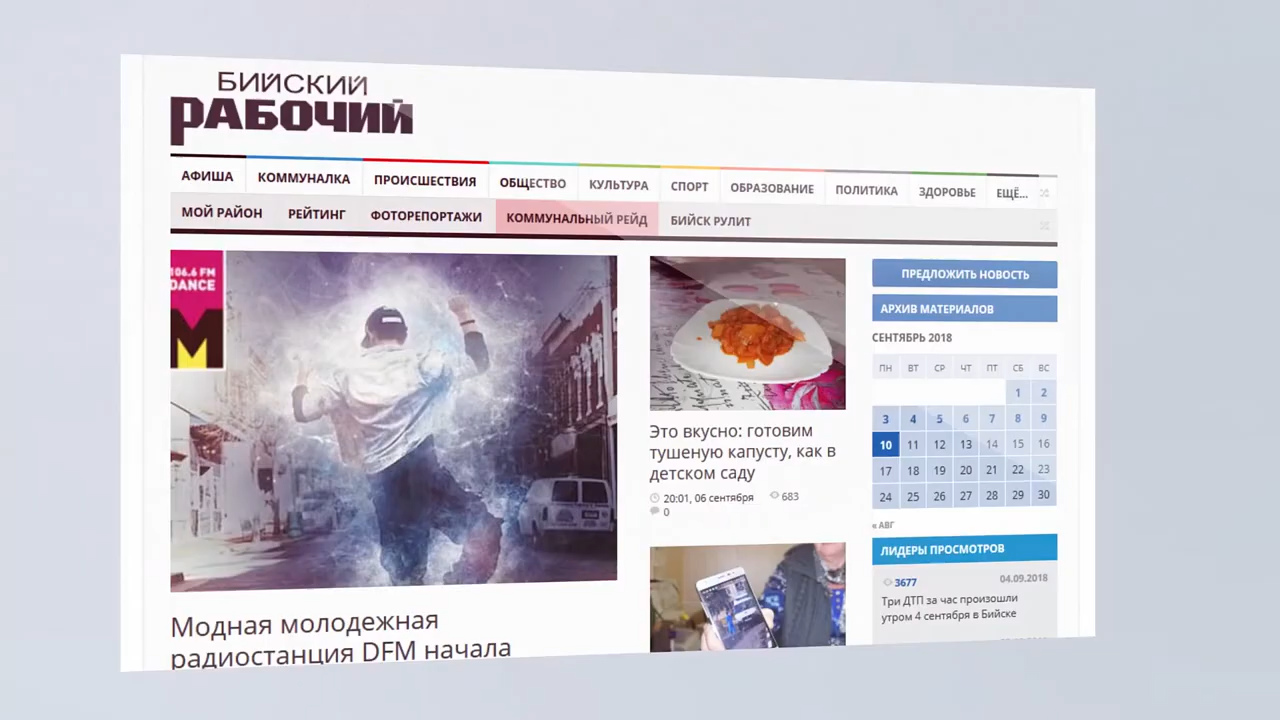 БИЙСКИЙ
РАБОЧИЙ
АФИША КОММУНАЛКА ПРОИСШЕСТВИЯ ОБЩЕСТВО КУЛЬТУРА СПОРТ ОБРАЗОВАНИЕ ПОЛИТИКА ЗДОРОВЬЕ ЕЩЁ...
МОЙ РАЙОН РЕЙТИНГ ФОТОРЕПОРТАЖИ КОММУНАЛЬНЫЙ РЕЙД БИЙСК РУЛИТ
106.6 FM
DANCE
M
Модная молодежная
радиостанция DFM начала
Это вкусно: готовим
тушеную капусту, как в
детском саду
20:01, 06 сентября 683
0
ПРЕДЛОЖИТЬ НОВОСТЬ
АРХИВ МАТЕРИАЛОВ
СЕНТЯБРЬ 2018
ПН ВТ СР ЧТ ПТ СБ ВС
1 2
3 4 5 6 7 8 9
10 11 12 13 14 15 16
17 18 19 20 21 22 23
24 25 26 27 28 29 30
« АВГ
ЛИДЕРЫ ПРОСМОТРОВ
3677 04.09.2018
Три ДТП за час произошли
утром 4 сентября в Бийске